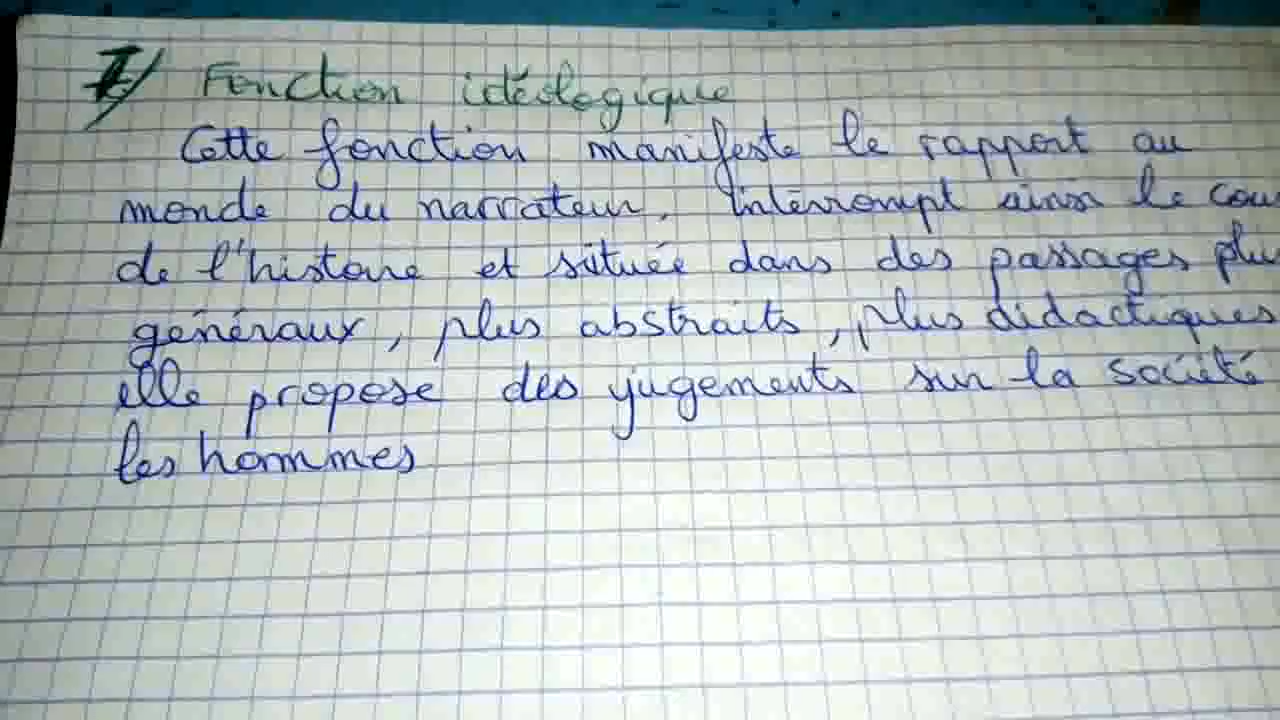 I/ Fonction idéologique
Cette fonction manifeste le rapport au
monde du narrateur. Intérrompt ainsi le cou
de l'histoire et située dans des passages plu
généraux, plus abstraits, plus didactiques
elle propose des jugements sur la société
les hommes